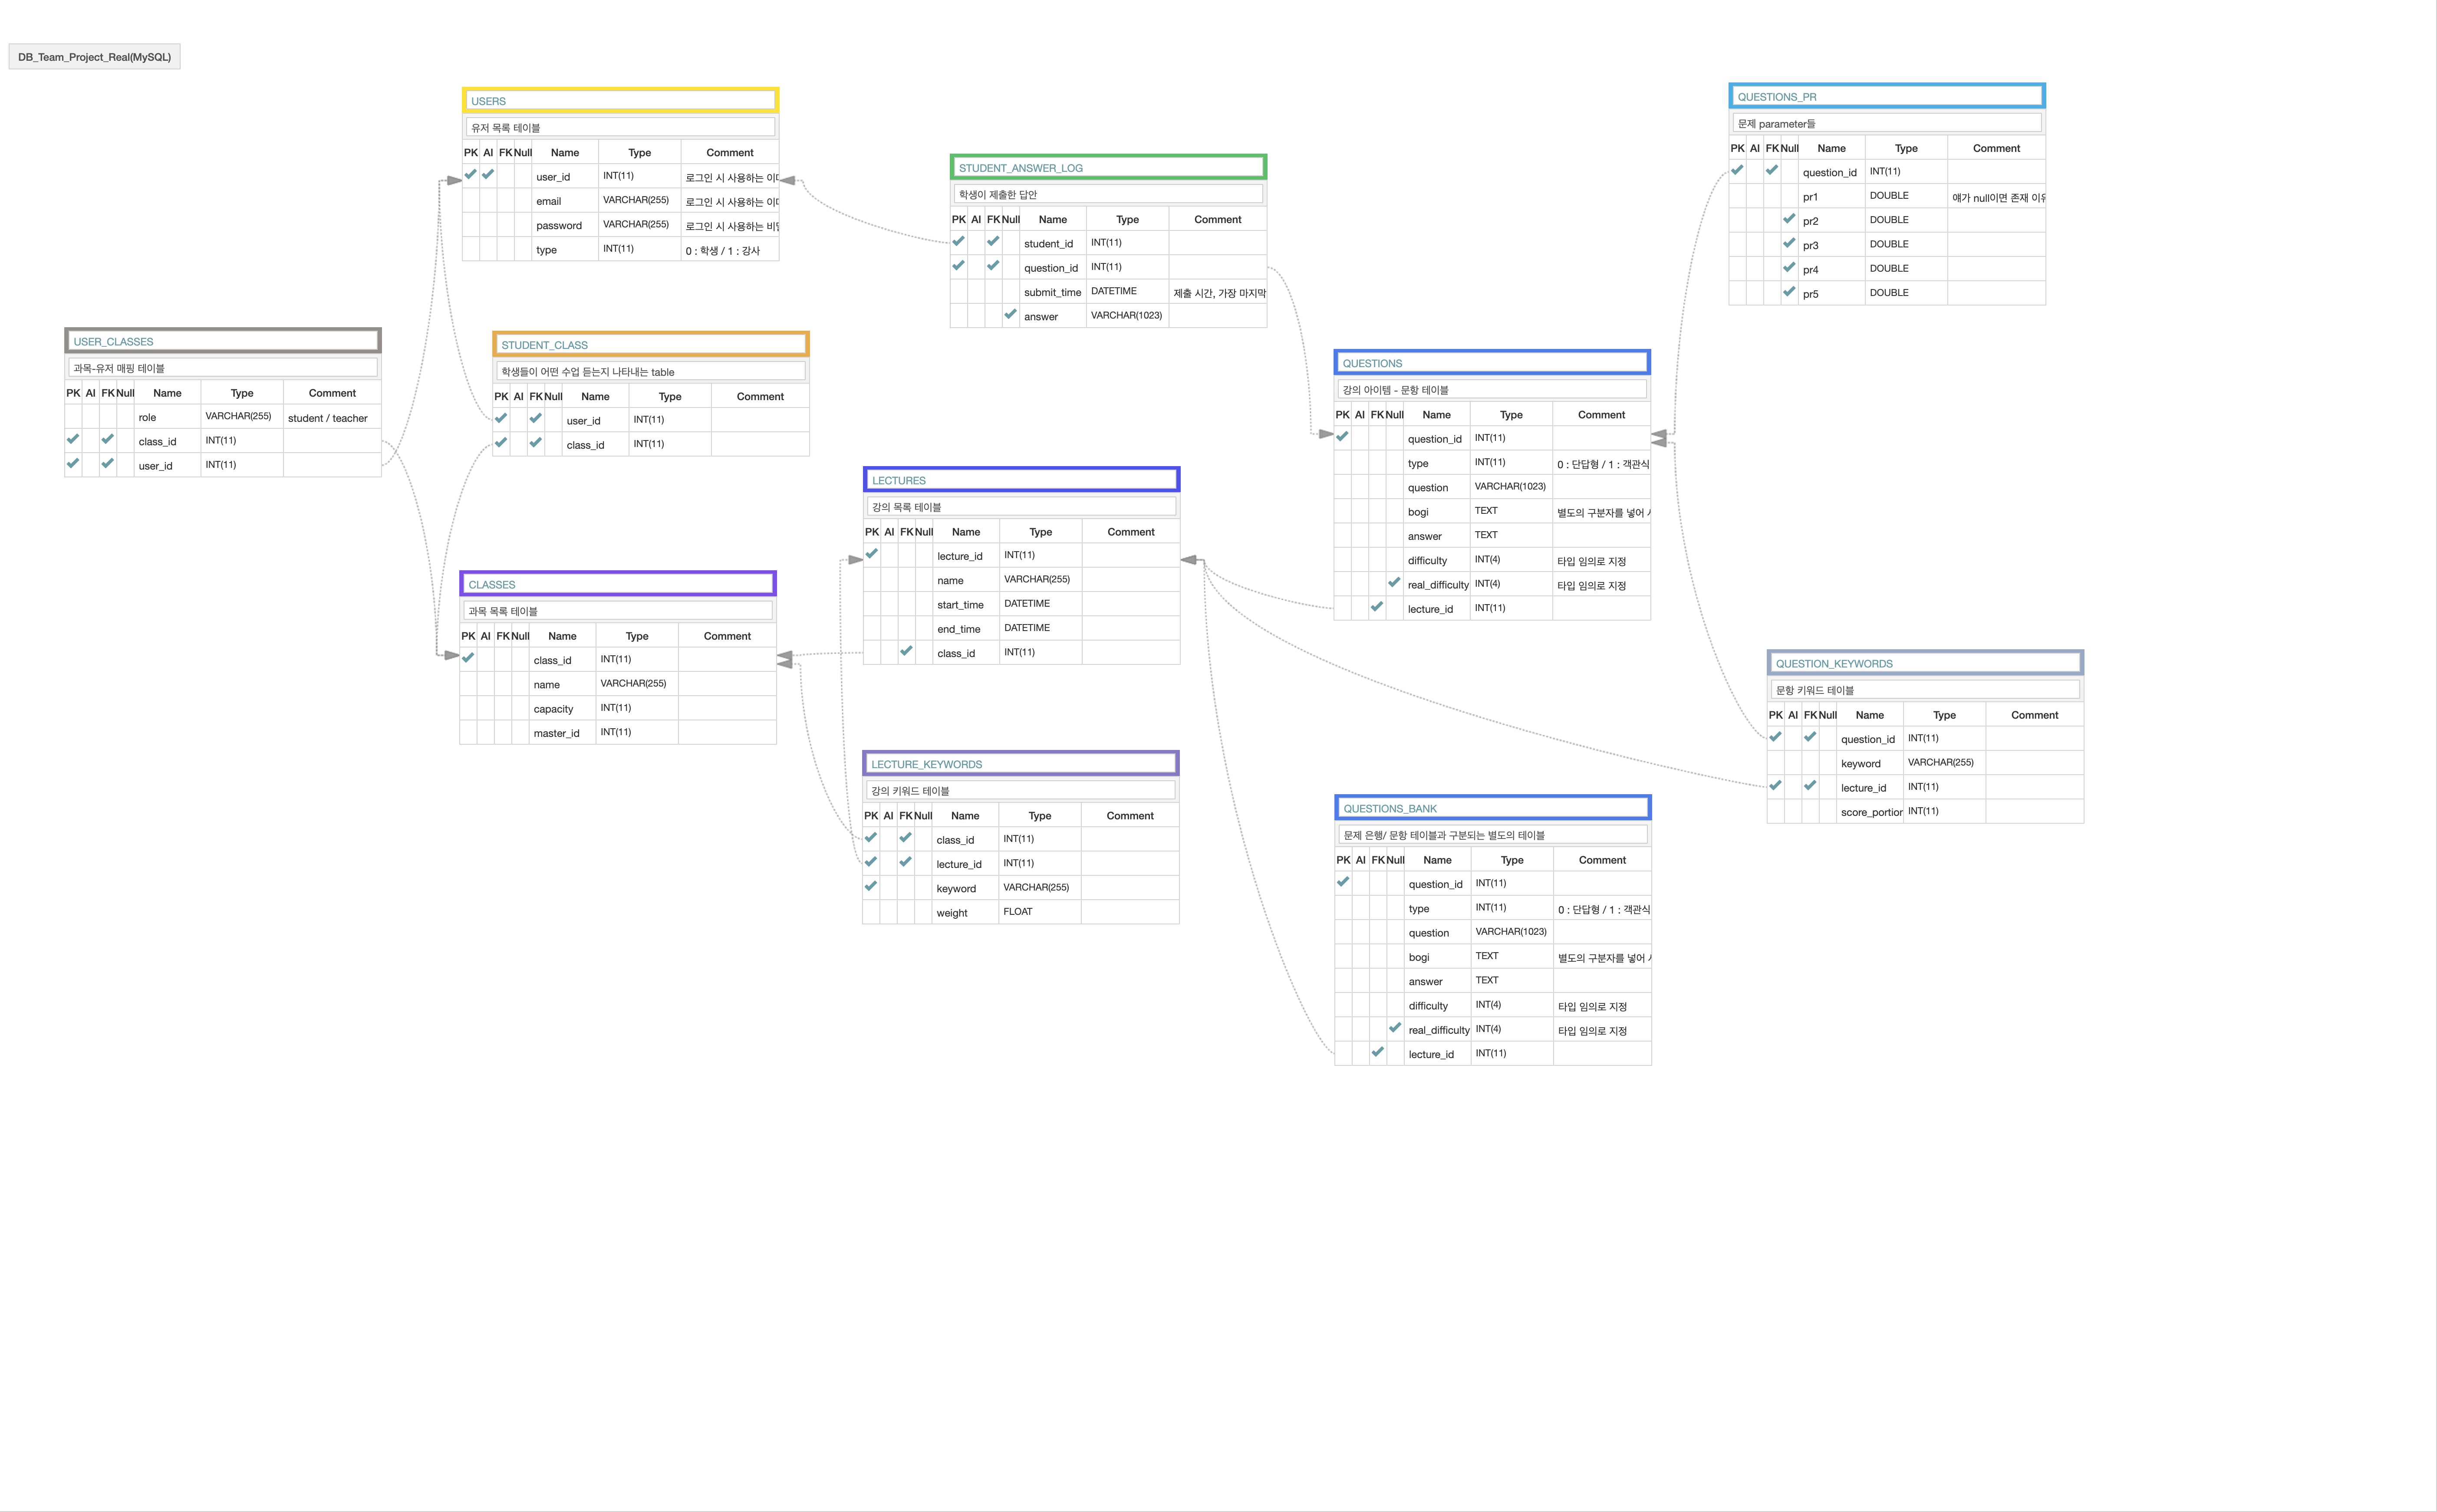 DB_Team_Project_Real(MySQL)
USERS
유저 목록 테이블
PK AI FK Null Name Type Comment
user_id INT(11) 로그인 시 사용하는
email VARCHAR(255) 로그인 시 사용하는
password VARCHAR(255) 로그인 시 사용하는
type INT(11) 0 : 학생 / 1 : 강사
STUDENT_ANSWER_LOG
학생이 제출한 답안
PK AI FK Null Name Type Comment
student_id INT(11)
question_id INT(11)
submit_time DATETIME 제출 시간, 가장 마지막
answer VARCHAR(1023)
QUESTIONS_PR
문제 parameter들
PK AI FK Null Name Type Comment
question_id INT(11)
pr1 DOUBLE 얘가 null이면 존재
pr2 DOUBLE
pr3 DOUBLE
pr4 DOUBLE
pr5 DOUBLE
USER_CLASSES
과목-유저 매핑 테이블
PK AI FK Null Name Type Comment
role VARCHAR(255) student / teacher
class_id INT(11)
user_id INT(11)
STUDENT_CLASS
학생들이 어떤 수업 듣는지 나타내는 table
PK AI FK Null Name Type Comment
user_id INT(11)
class_id INT(11)
QUESTIONS
강의 아이템 - 문항 테이블
PK AI FK Null Name Type Comment
question_id INT(11)
type INT(11) 0 : 단답형 / 1 : 객관식
question VARCHAR(1023)
bogi TEXT 별도의 구분자를 넣어
answer TEXT
difficulty INT(4) 타입 임의로 지정
real_difficulty INT(4) 타입 임의로 지정
lecture_id INT(11)
LECTURES
강의 목록 테이블
PK AI FK Null Name Type Comment
lecture_id INT(11)
name VARCHAR(255)
start_time DATETIME
end_time DATETIME
class_id INT(11)
CLASSES
과목 목록 테이블
PK AI FK Null Name Type Comment
class_id INT(11)
name VARCHAR(255)
capacity INT(11)
master_id INT(11)
QUESTION_KEYWORDS
문항 키워드 테이블
PK AI FK Null Name Type Comment
question_id INT(11)
keyword VARCHAR(255)
lecture_id INT(11)
score_portion INT(11)
LECTURE_KEYWORDS
강의 키워드 테이블
PK AI FK Null Name Type Comment
class_id INT(11)
lecture_id INT(11)
keyword VARCHAR(255)
weight FLOAT
QUESTIONS_BANK
문제 은행/ 문항 테이블과 구분되는 별도의 테이블
PK AI FK Null Name Type Comment
question_id INT(11)
type INT(11) 0 : 단답형 / 1 : 객관식
question VARCHAR(1023)
bogi TEXT 별도의 구분자를 넣어
answer TEXT
difficulty INT(4) 타입 임의로 지정
real_difficulty INT(4) 타입 임의로 지정
lecture_id INT(11)